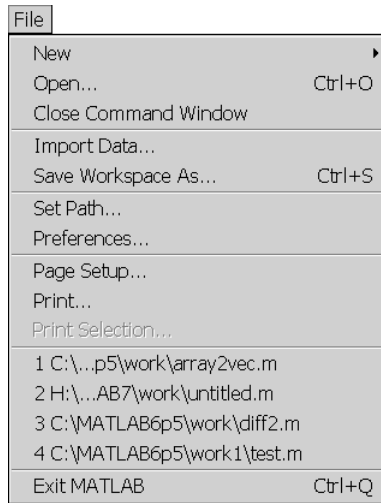 File
New
Open... Ctrl+O
Close Command Window
Import Data...
Save Workspace As... Ctrl+S
Set Path...
Preferences...
Page Setup...
Print...
Print Selection...
1 C:\...p5\work\array2vec.m
2 H:\...AB7\work\untitled.m
3 C:\MATLAB6p5\work\diff2.m
4 C:\MATLAB6p5\work1\test.m
Exit MATLAB Ctrl+Q